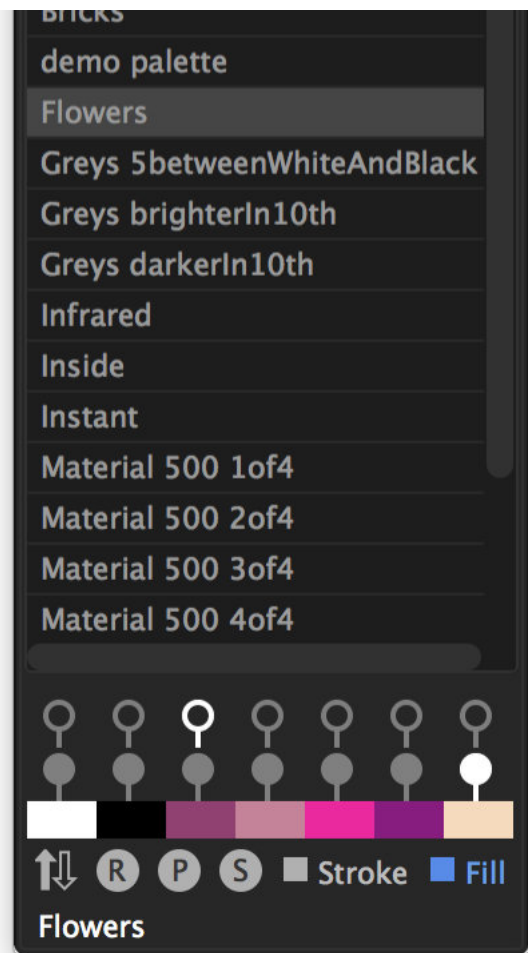 Bricks
demo palette
Flowers
Greys 5betweenWhiteAndBlack
Greys brighterIn10th
Greys darkerIn10th
Infrared
Inside
Instant
Material 500 1of4
Material 500 2of4
Material 500 3of4
Material 500 4of4
R P S Stroke Fill
Flowers